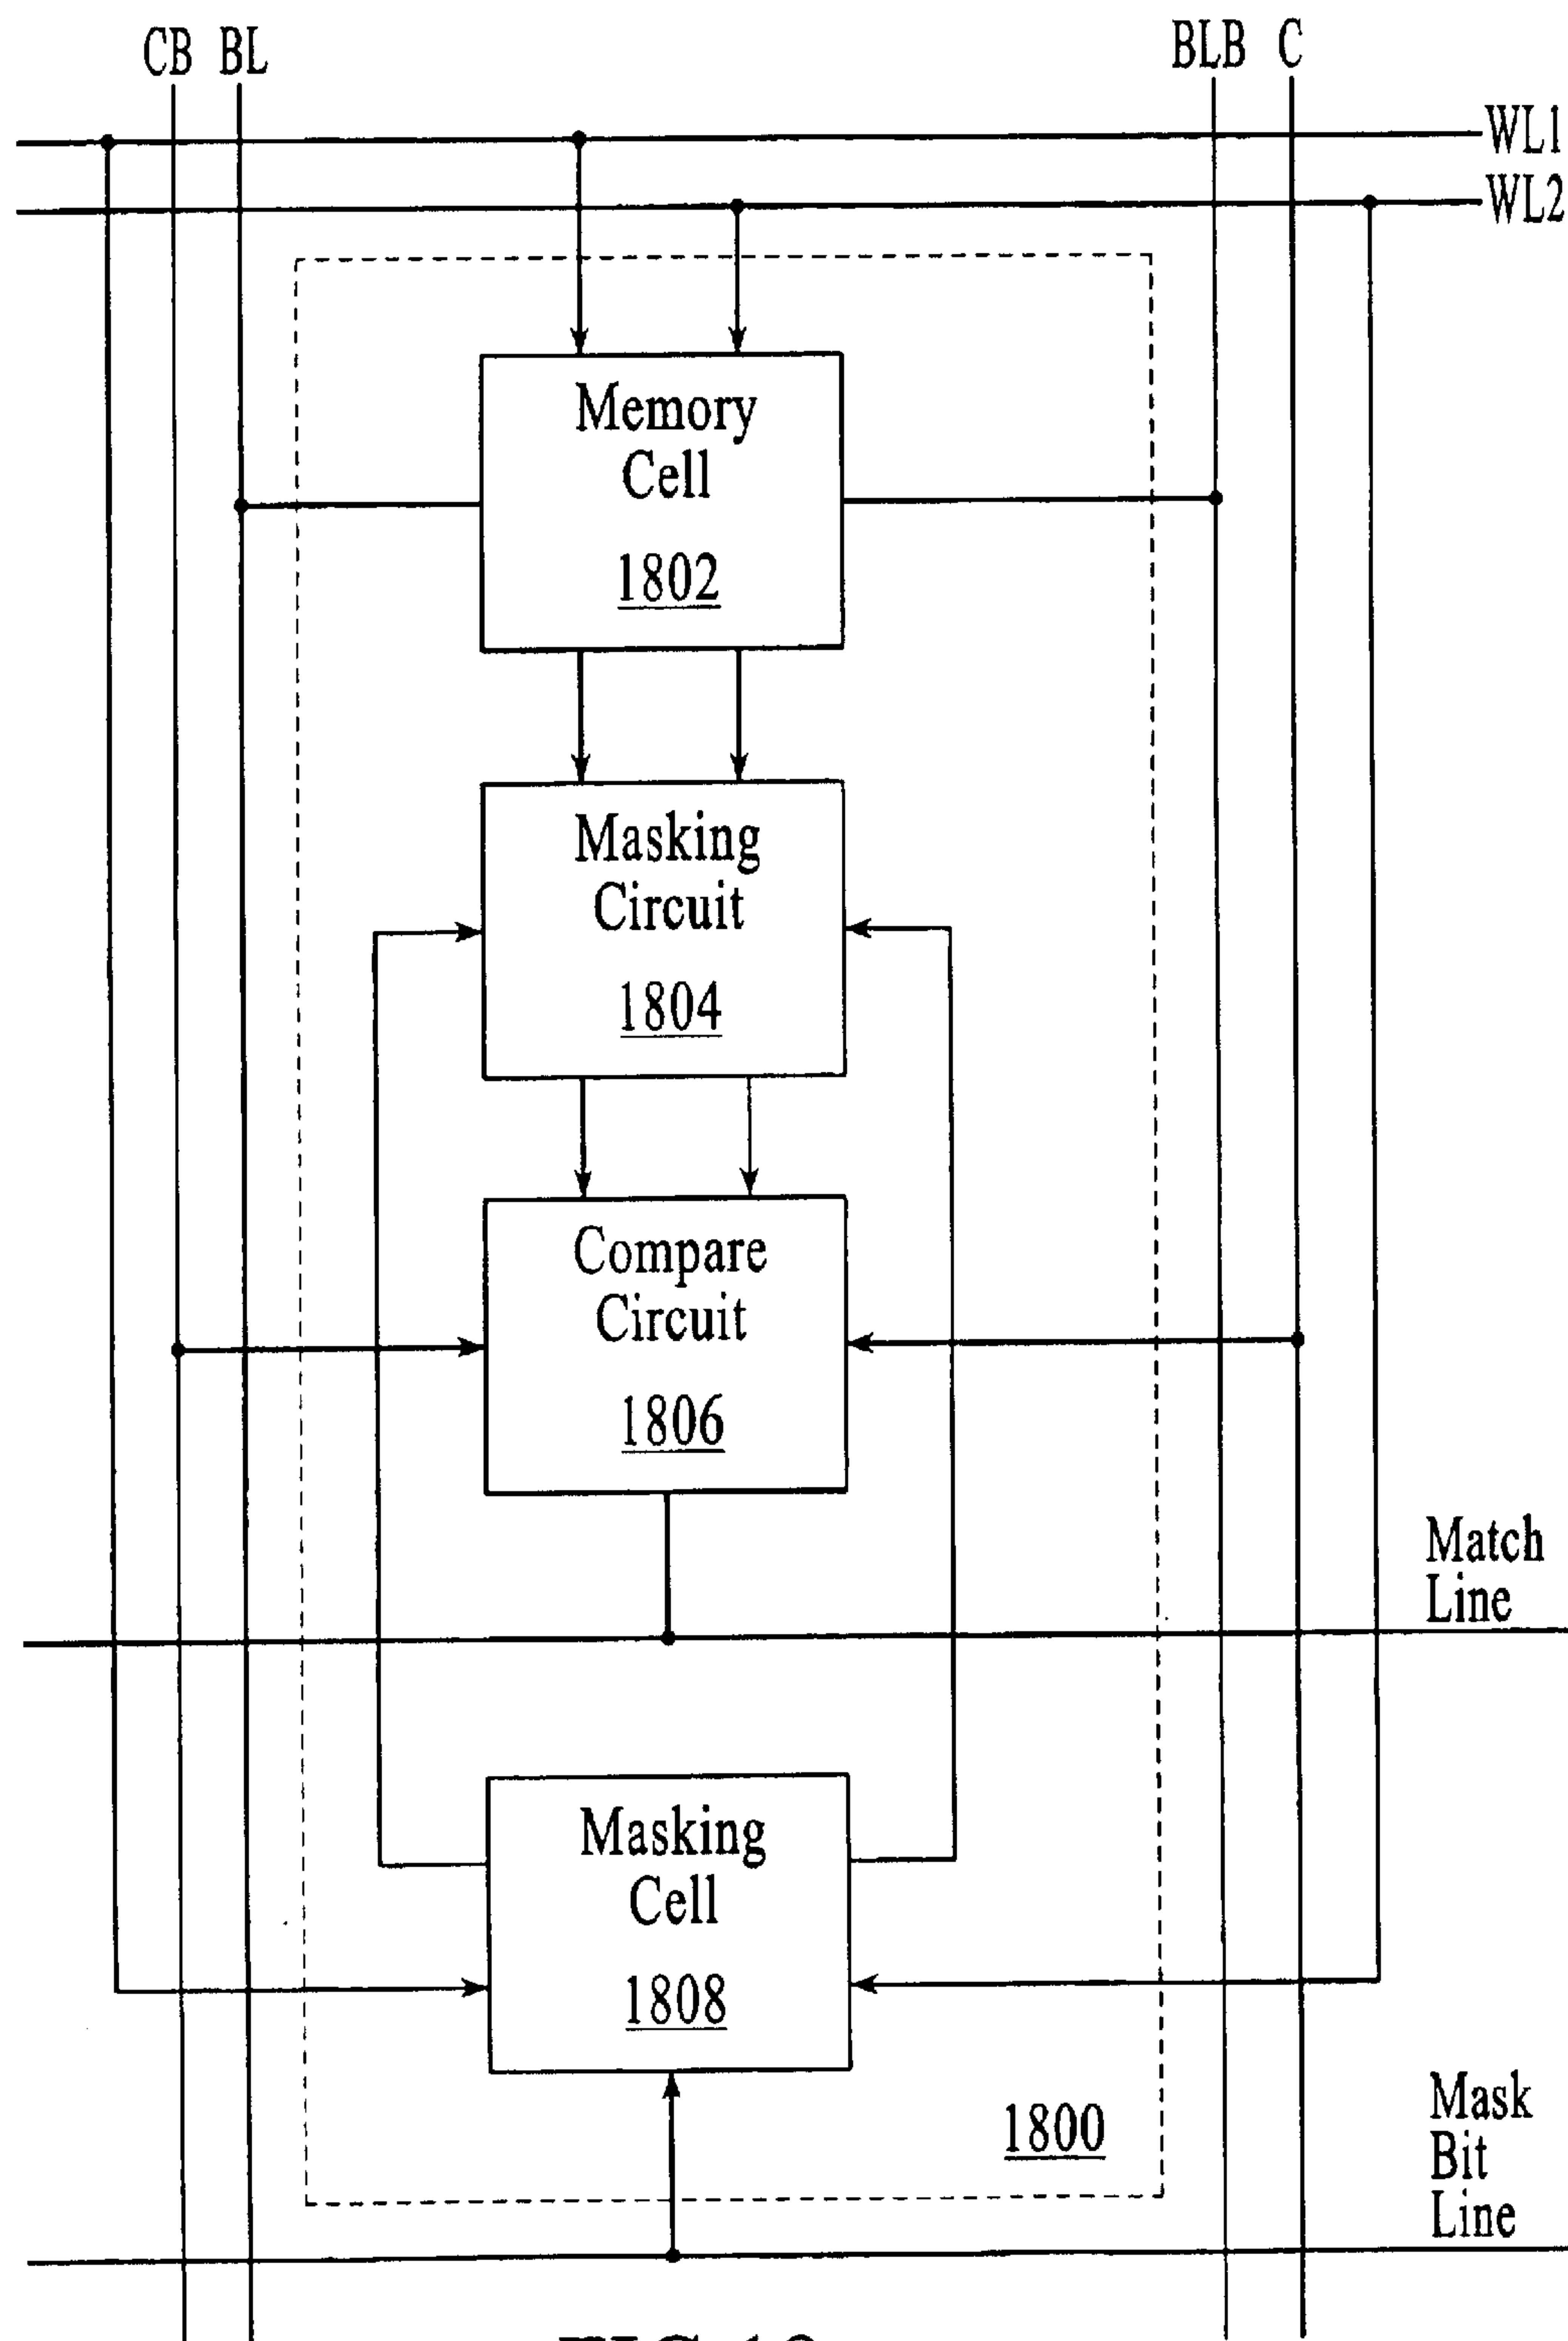 CB BL BLB C
WL1
WL2
Memory
Cell
1802
Masking
Circuit
1804
Compare
Circuit
1806
Match
Line
Masking
Cell
1808
1800
Mask
Bit
Line